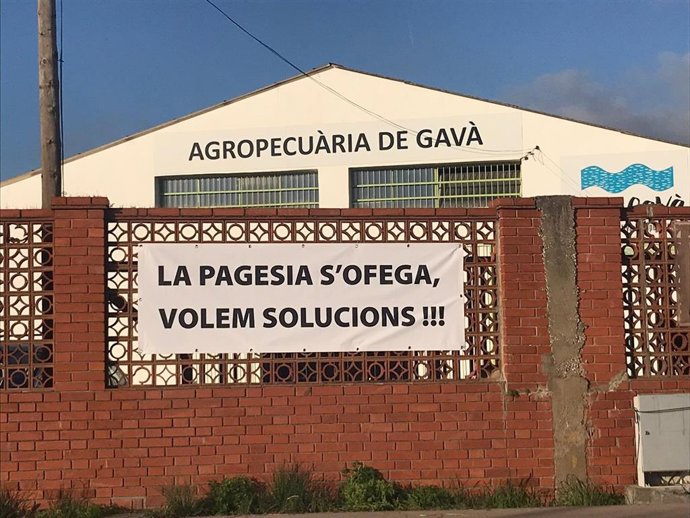 AGROPECUÀRIA DE GAVÀ
LA PAGESIA S'OFEGA,
VOLEM SOLUCIONS !!!